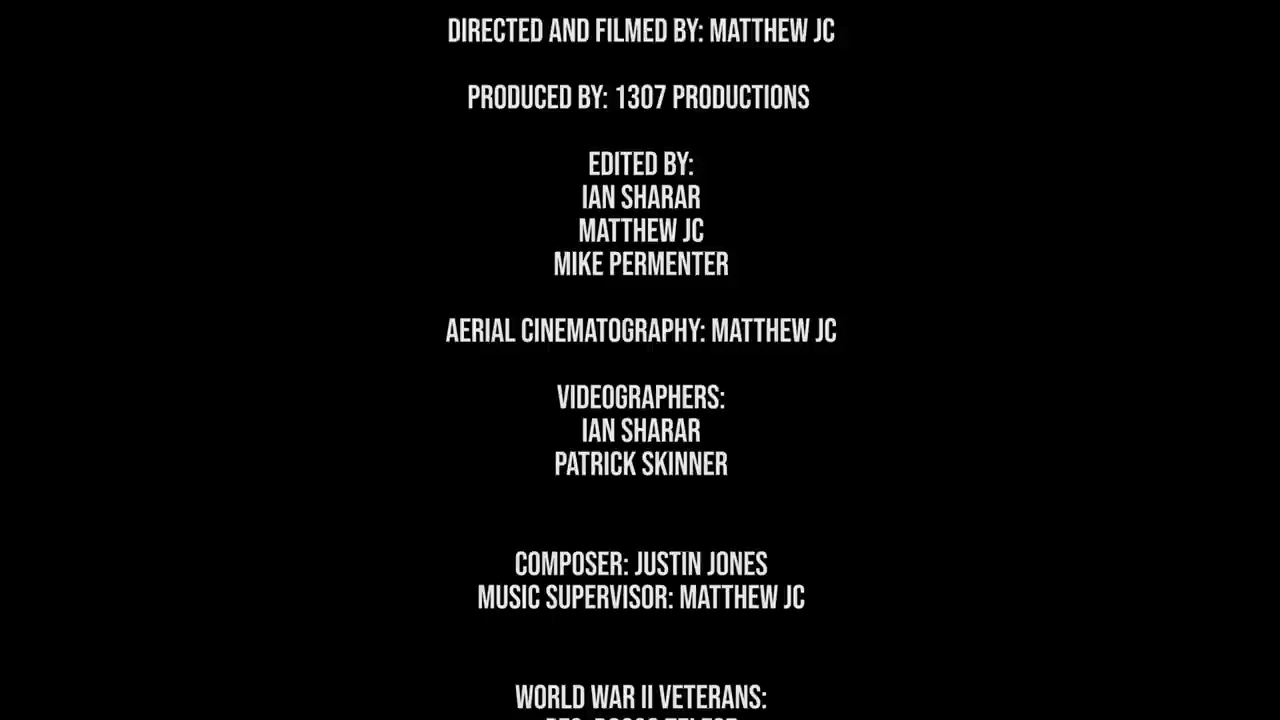 DIRECTED AND FILMED BY: MATTHEW JC
PRODUCED BY: 1307 PRODUCTIONS
EDITED BY:
IAN SHARAR
MATTHEW JC
MIKE PERMENTER
AERIAL CINEMATOGRAPHY: MATTHEW JC
VIDEOGRAPHERS:
IAN SHARAR
PATRICK SKINNER
COMPOSER: JUSTIN JONES
MUSIC SUPERVISOR: MATTHEW JC
WORLD WAR II VETERANS: